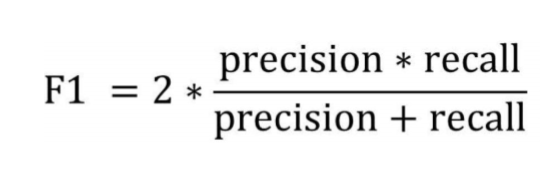 precision * recall
F1 = 2 *
precision + recall